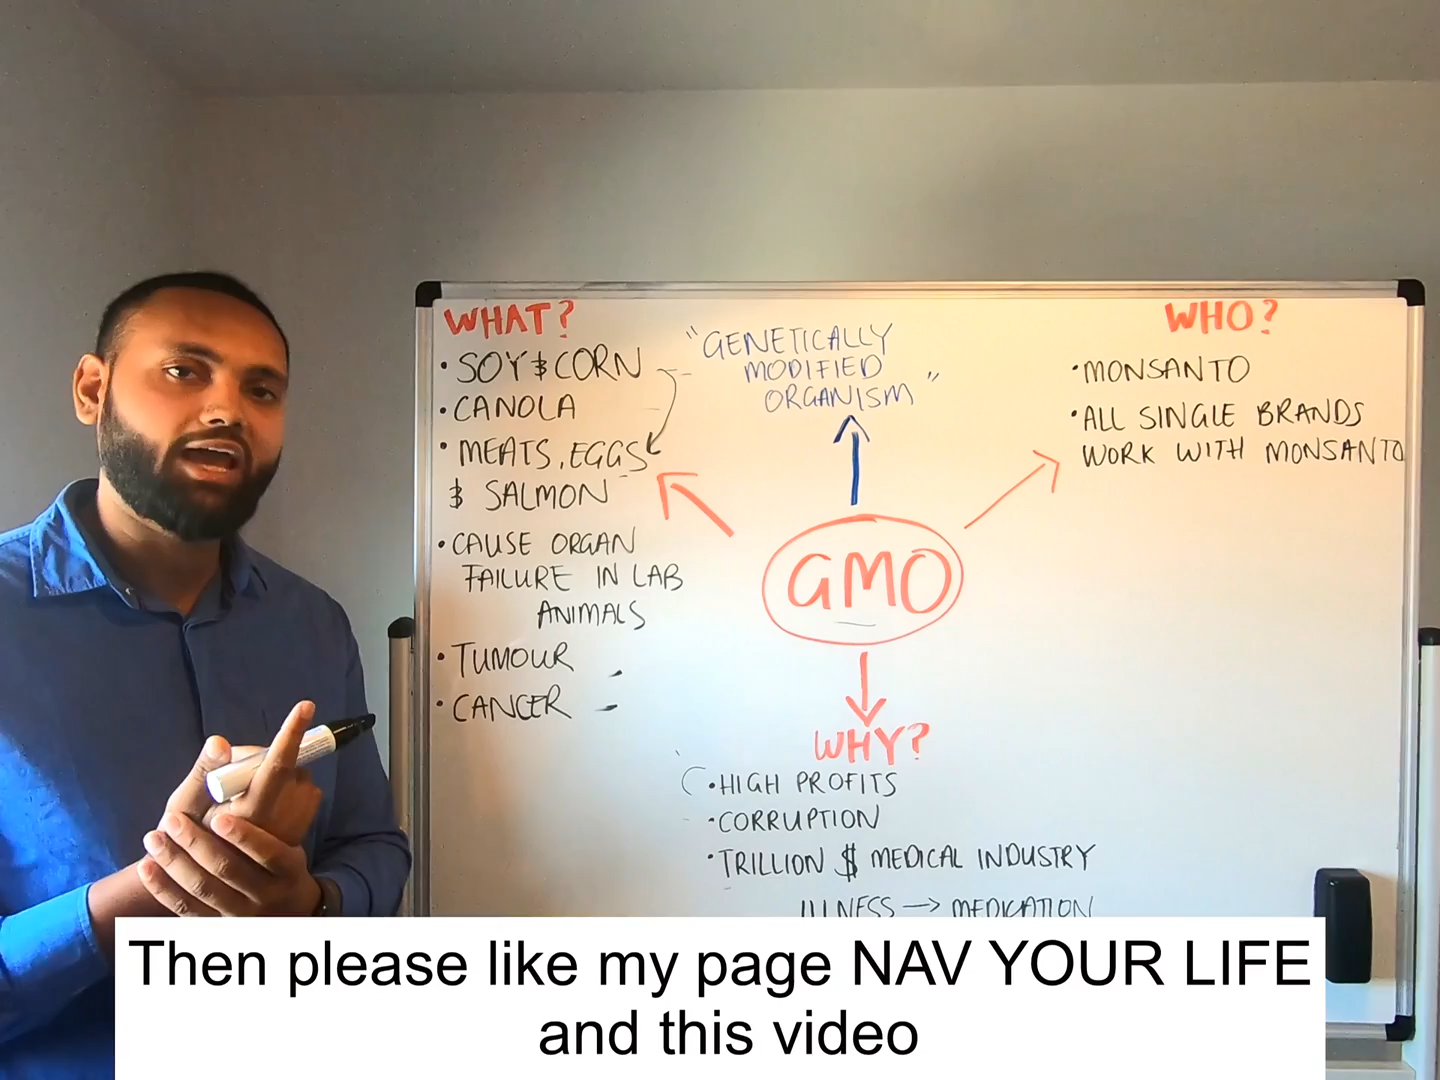 WHAT?
• SOY & CORN
• CANOLA
• MEATS, EGGS
& SALMON
• CAUSE ORGAN
FAILURE IN LAB
ANIMALS
• TUMOUR
• CANCER
"GENETICALLY
MODIFIED
ORGANISM"
GMO
WHO?
• MONSANTO
• ALL SINGLE BRANDS
WORK WITH MONSANTO
WHY?
• HIGH PROFITS
• CORRUPTION
• TRILLION $ MEDICAL INDUSTRY
ILLNESS → MEDICATION
Then please like my page NAV YOUR LIFE
and this video